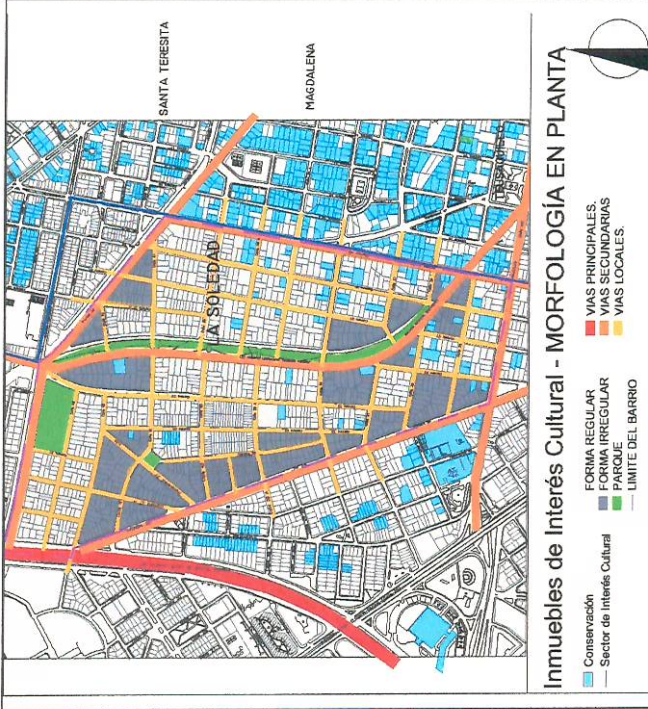 SANTA TERESITA
MAGDALENA
LA SOLEDAD
TEUSAQUILLO
Inmuebles de Interés Cultural - MORFOLOGÍA EN PLANTA
Conservación
Sector de Interés Cultural
FORMA REGULAR
FORMA IRREGULAR
PARQUE
LIMITE DEL BARRIO
VIAS PRINCIPALES.
VIAS SECUNDARIAS
VIAS LOCALES.